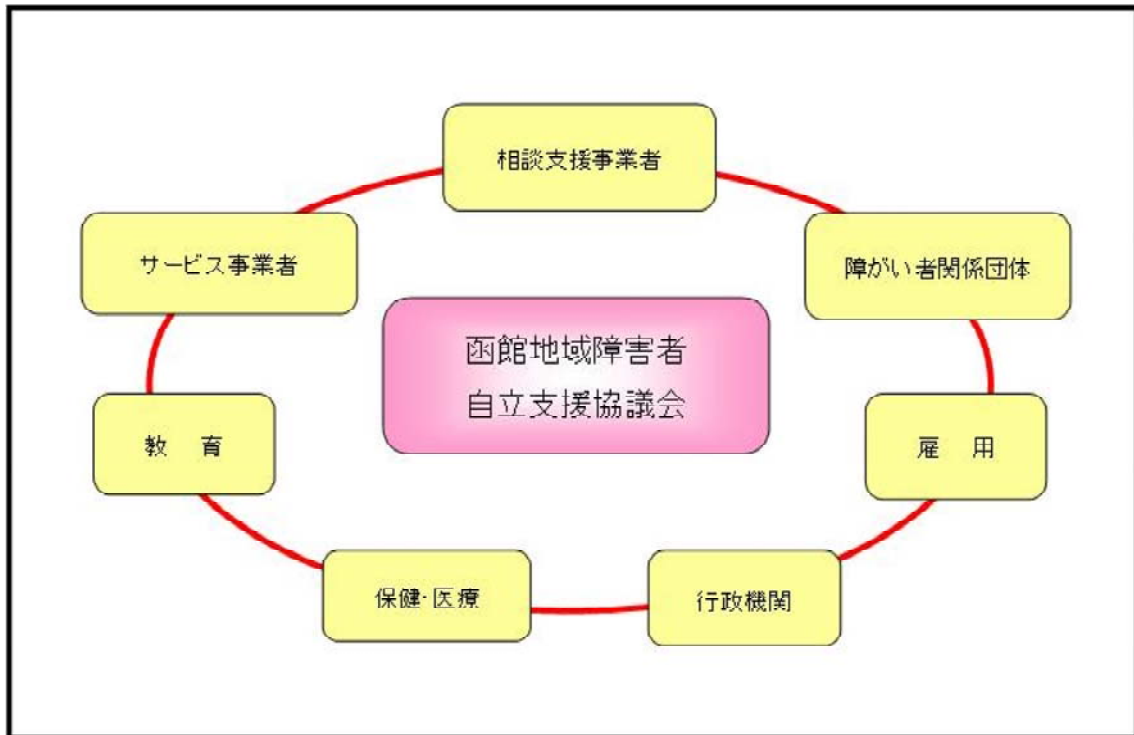 相談支援事業者
サービス事業者
障がい者関係団体
函館地域障害者
自立支援協議会
教　育
雇　用
保健・医療
行政機関